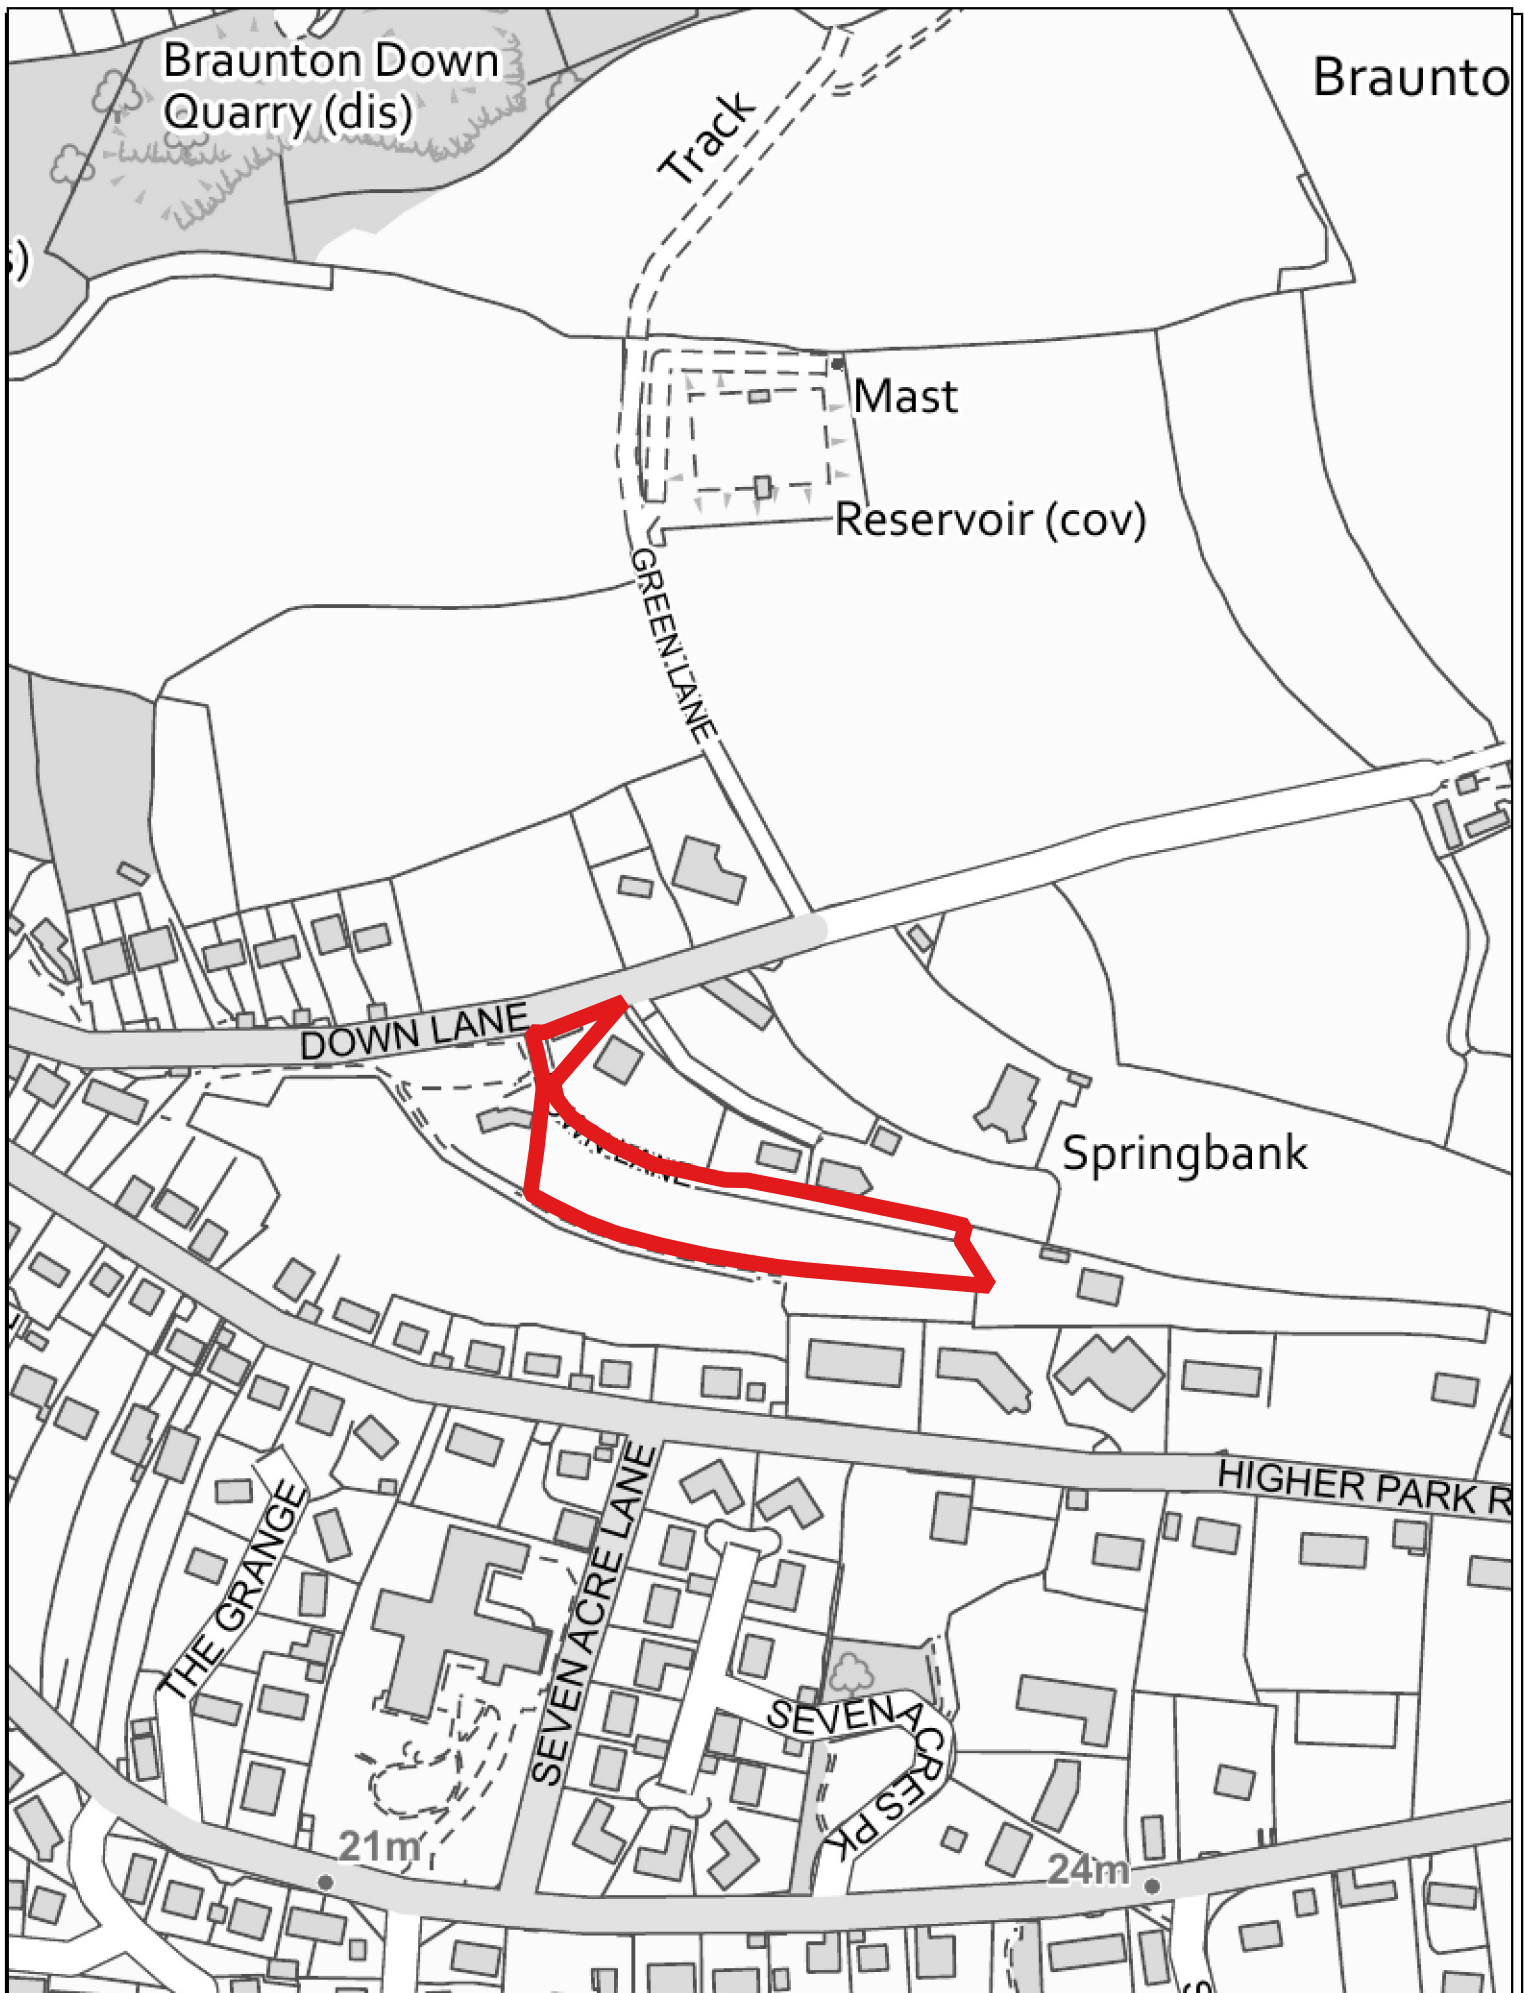 Braunton Down
Quarry (dis)
Braunto
Track
s)
Mast
Reservoir (cov)
GREEN LANE
DOWN LANE
Springbank
HIGHER PARK R
SEVEN ACRE LANE
THE GRANGE
SEVEN ACRES PK
21m
24m